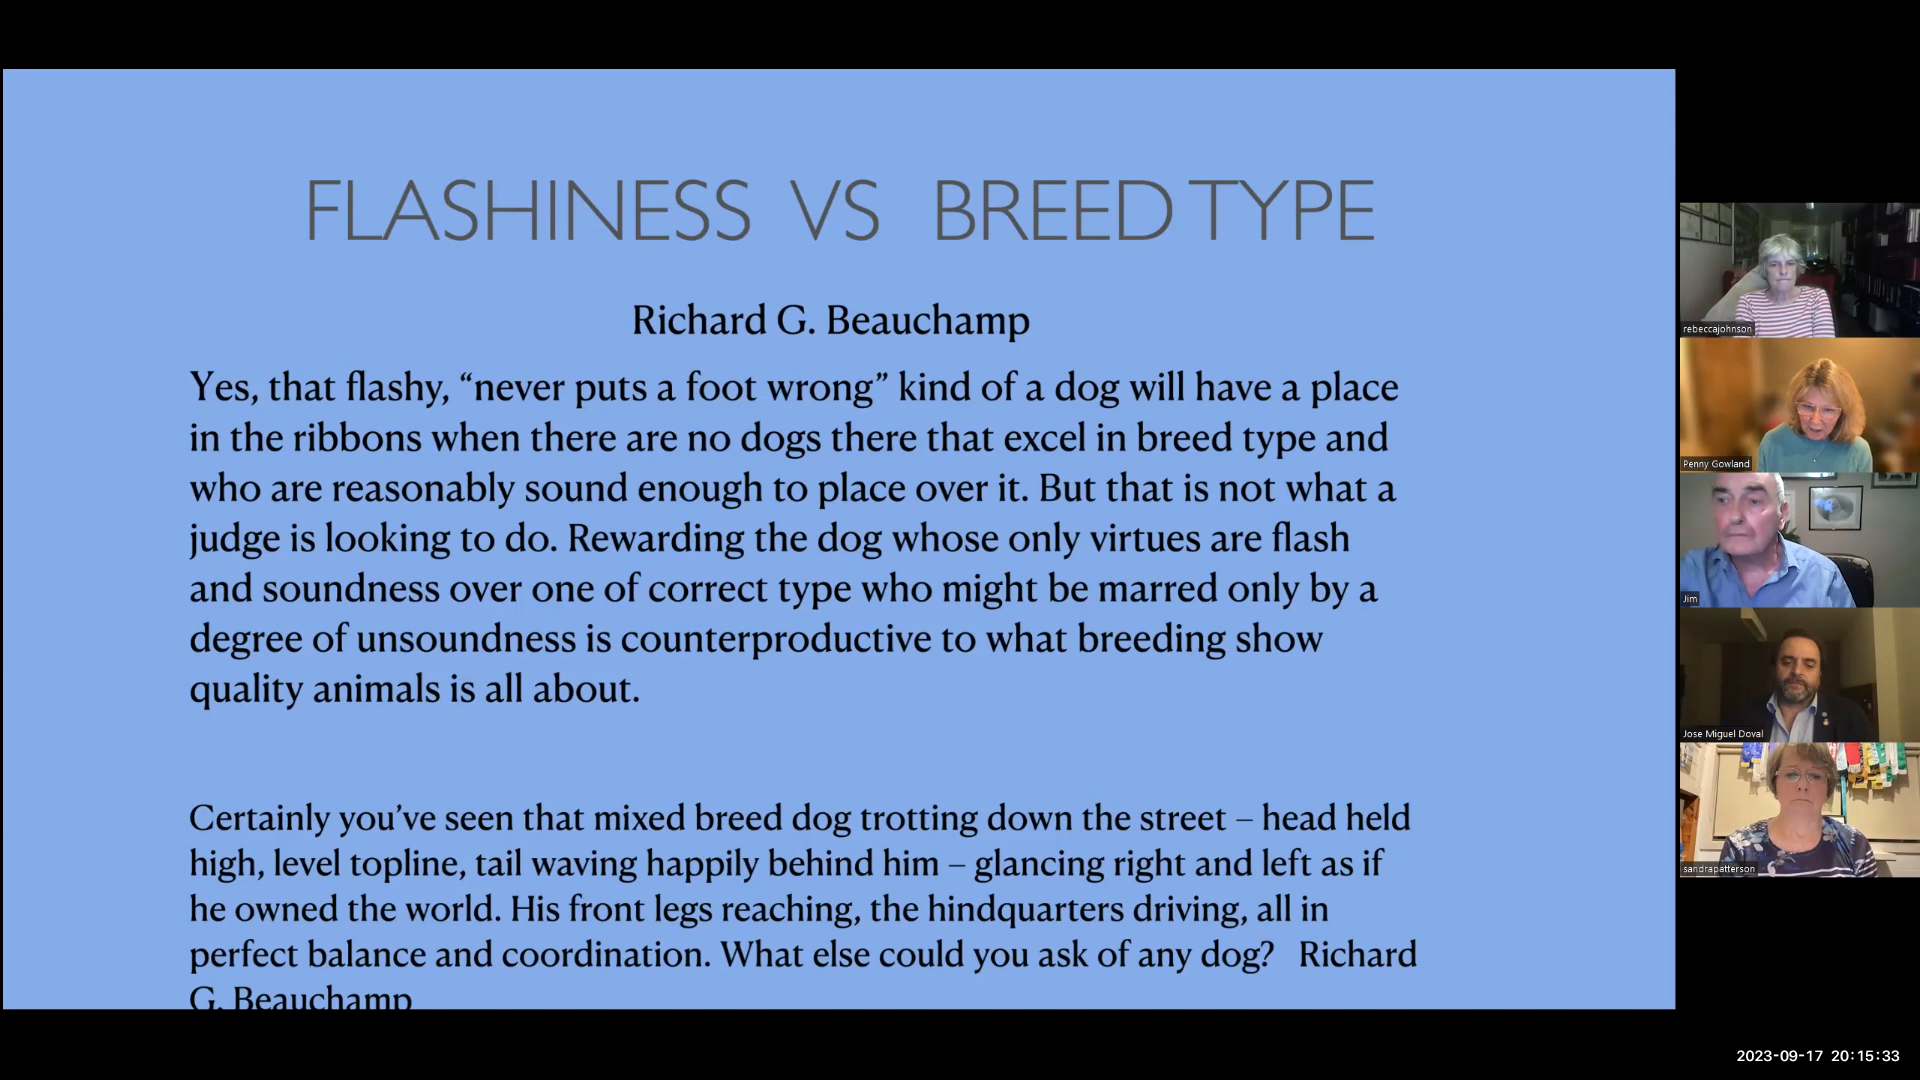 FLASHINESS VS BREED TYPE
Richard G. Beauchamp
Yes, that flashy, “never puts a foot wrong” kind of a dog will have a place
in the ribbons when there are no dogs there that excel in breed type and
who are reasonably sound enough to place over it. But that is not what a
judge is looking to do. Rewarding the dog whose only virtues are flash
and soundness over one of correct type who might be marred only by a
degree of unsoundness is counterproductive to what breeding show
quality animals is all about.
Certainly you’ve seen that mixed breed dog trotting down the street – head held
high, level topline, tail waving happily behind him – glancing right and left as if
he owned the world. His front legs reaching, the hindquarters driving, all in
perfect balance and coordination. What else could you ask of any dog? Richard
G. Beauchamp
rebeccajohnson
Penny Gowland
Jim
Jose Miguel Doval
sandrapatterson
2023-09-17 20:15:33